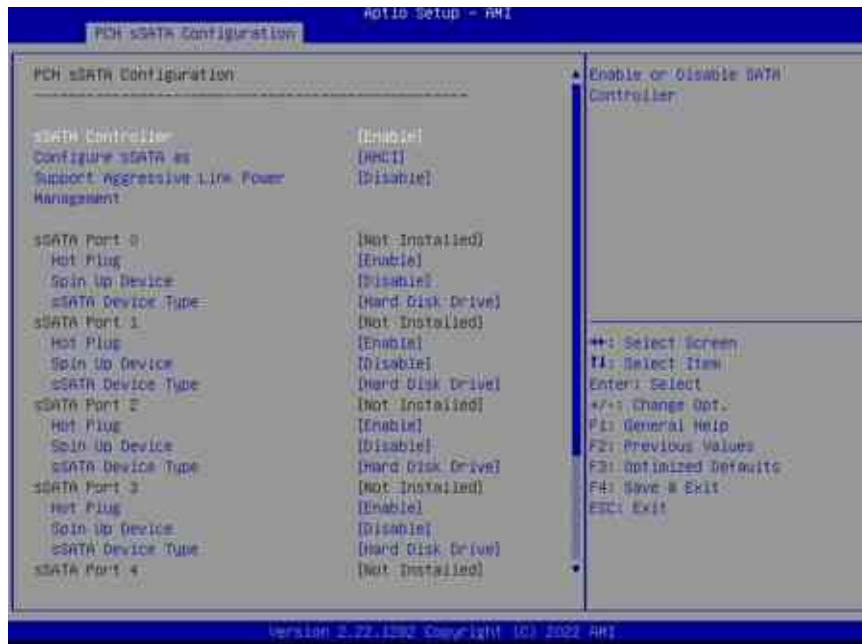 Aptio Setup - AMI
PCH sSATA Configuration
PCH sSATA Configuration
sSATA Controller [Enable]
Configure sSATA as [AHCI]
Support Aggressive Link Power [Disable]
Management
sSATA Port 0 [Not Installed]
Hot Plug [Enable]
Spin Up Device [Disable]
sSATA Device Type [Hard Disk Drive]
sSATA Port 1 [Not Installed]
Hot Plug [Enable]
Spin Up Device [Disable]
sSATA Device Type [Hard Disk Drive]
sSATA Port 2 [Not Installed]
Hot Plug [Enable]
Spin Up Device [Disable]
sSATA Device Type [Hard Disk Drive]
sSATA Port 3 [Not Installed]
Hot Plug [Enable]
Spin Up Device [Disable]
sSATA Device Type [Hard Disk Drive]
sSATA Port 4 [Not Installed]
Enable or Disable SATA
Controller
→←: Select Screen
↑↓: Select Item
Enter: Select
+/-: Change Opt.
F1: General Help
F2: Previous Values
F3: Optimized Defaults
F4: Save & Exit
ESC: Exit
Version 2.22.1282 Copyright (C) 2022 AMI